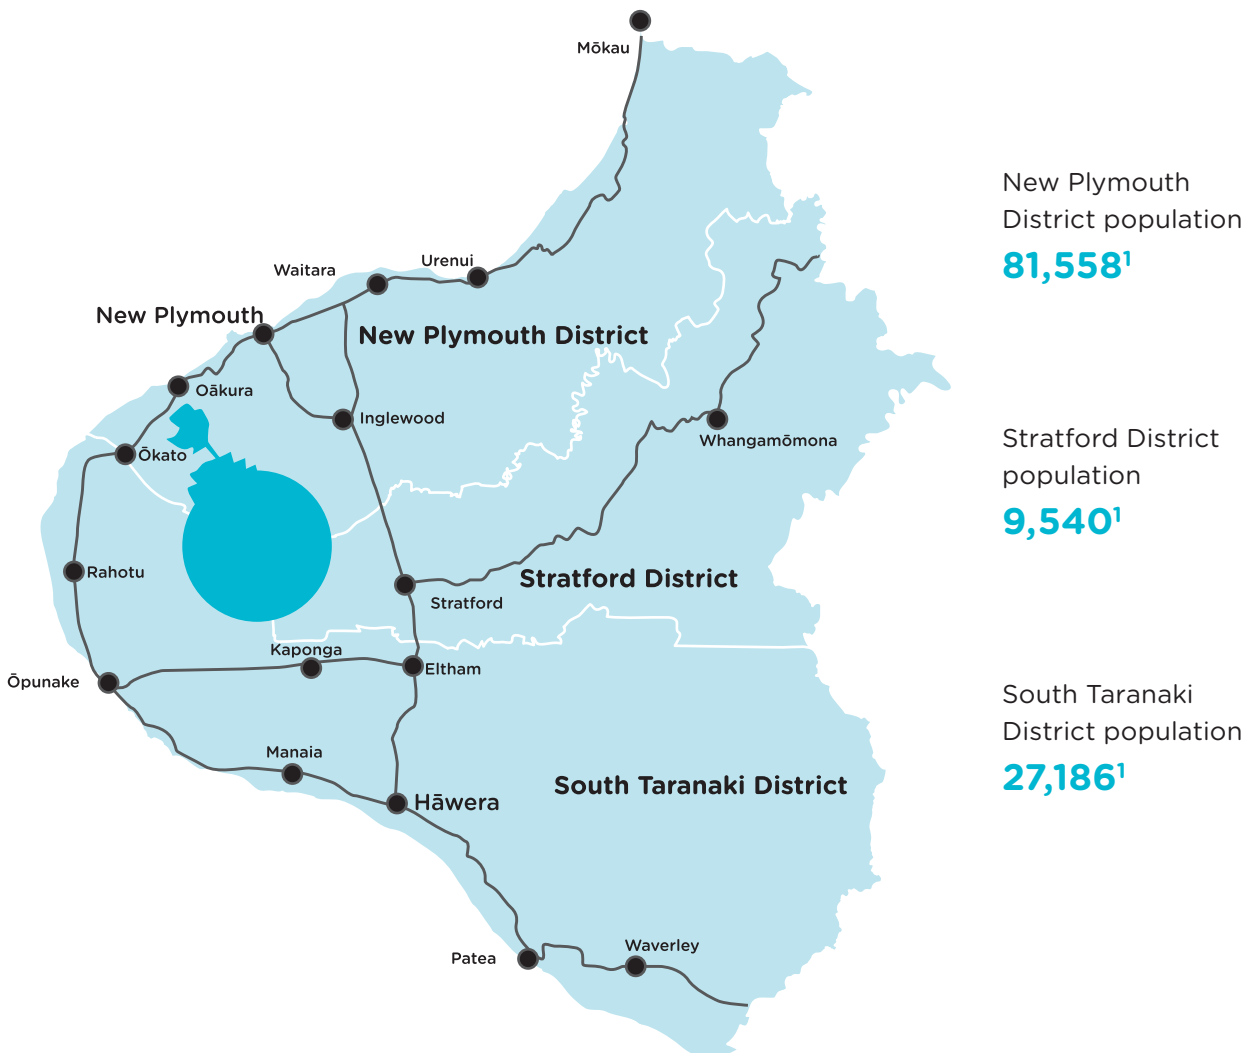 Mōkau
New Plymouth
District population
81,558¹
Urenui
Waitara
New Plymouth
New Plymouth District
Oākura
Inglewood
Whangamōmona
Stratford District
population
9,540¹
Ōkato
Rahotu
Stratford District
Stratford
Kaponga
Eltham
Ōpunake
South Taranaki
District population
27,186¹
Manaia
South Taranaki District
Hāwera
Waverley
Patea